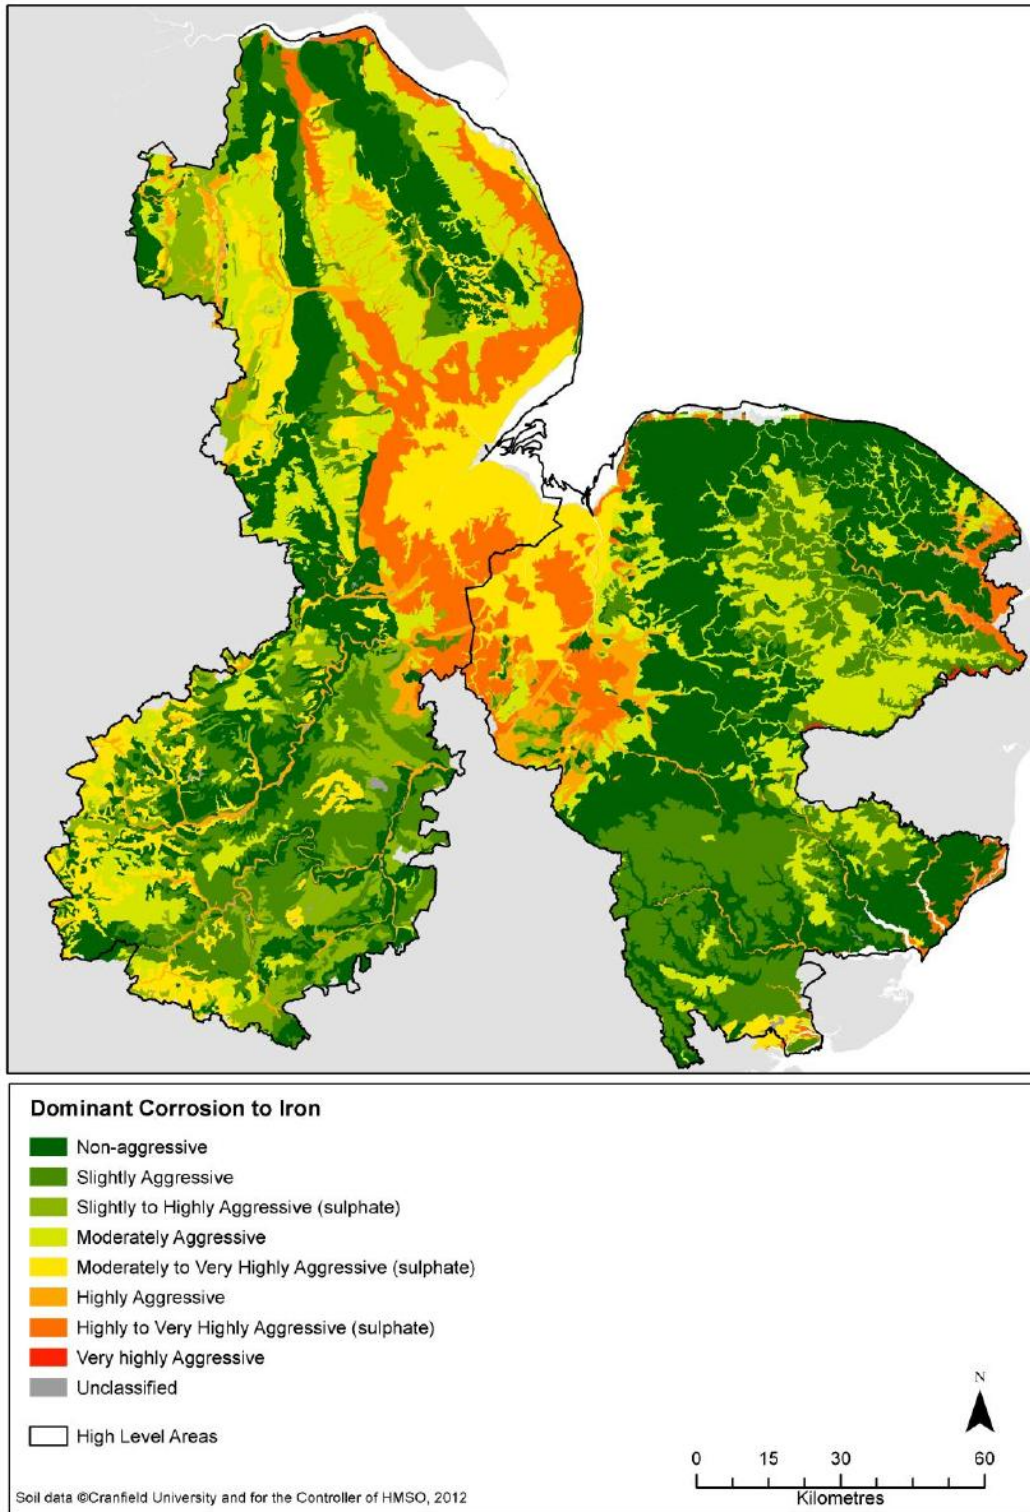 Dominant Corrosion to Iron
Non-aggressive
Slightly Aggressive
Slightly to Highly Aggressive (sulphate)
Moderately Aggressive
Moderately to Very Highly Aggressive (sulphate)
Highly Aggressive
Highly to Very Highly Aggressive (sulphate)
Very highly Aggressive
Unclassified
High Level Areas
N
0 15 30 60
Kilometres
Soil data ©Cranfield University and for the Controller of HMSO, 2012